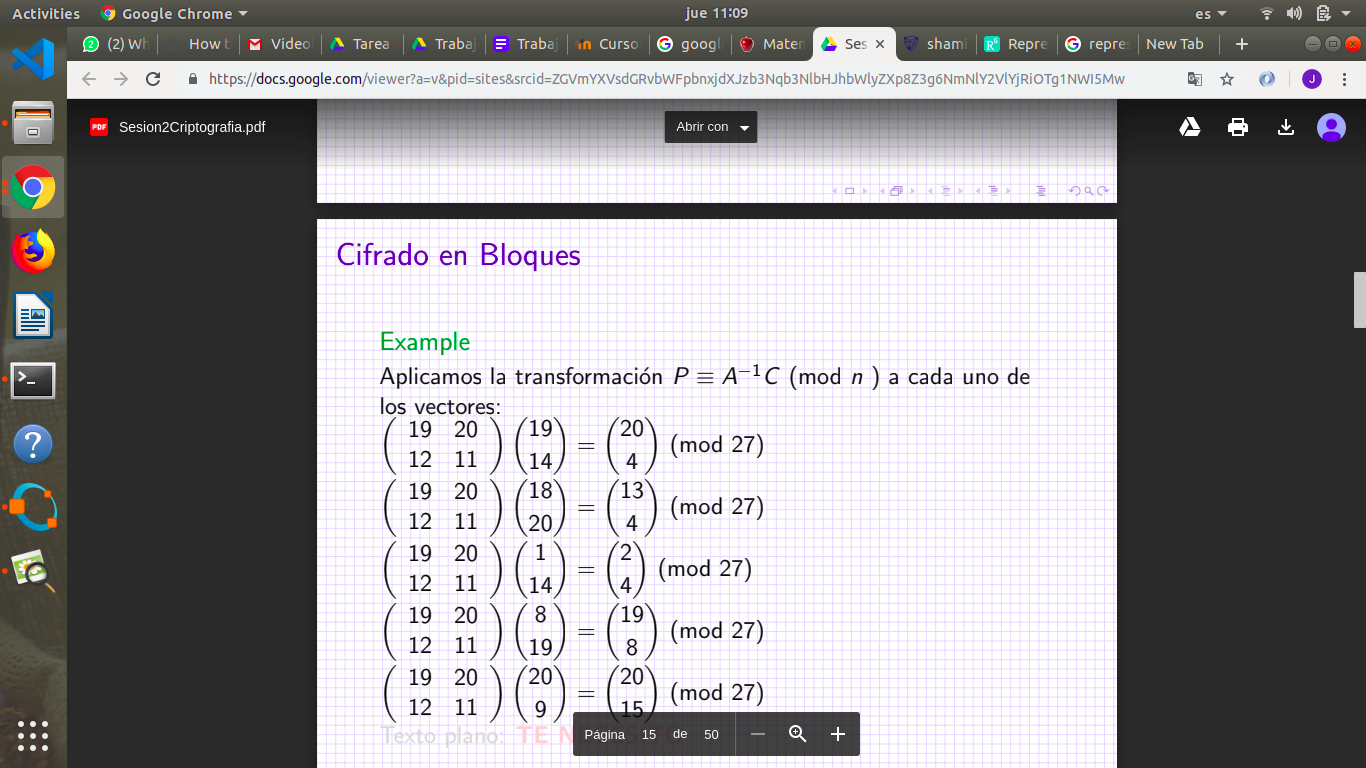 Activities Google Chrome jue 11:09 es
(2) Wh How t Video Tarea Trabaj Trabaj Curso googl Mater Ses shami Repre repres New Tab
https://docs.google.com/viewer?a=v&pid=sites&srcid=ZGVmYXVsdGRvbWFpbnxjdXJzb3Nqb3NlbHJhbWlyZXp8Z3g6NmNlY2VlYjRiOTg1NWI5Mw
PDF Sesion2Criptografia.pdf Abrir con
Cifrado en Bloques
Example
Aplicamos la transformación P ≡ A⁻¹C (mod n ) a cada uno de
los vectores:
19 20 19 20
12 11 14 = 4 (mod 27)
19 20 18 13
12 11 20 = 4 (mod 27)
19 20 1 2
12 11 14 = 4 (mod 27)
19 20 8 19
12 11 19 = 8 (mod 27)
19 20 20 20
12 11 9 = 15 (mod 27)
Texto plano: TE N
Página 15 de 50